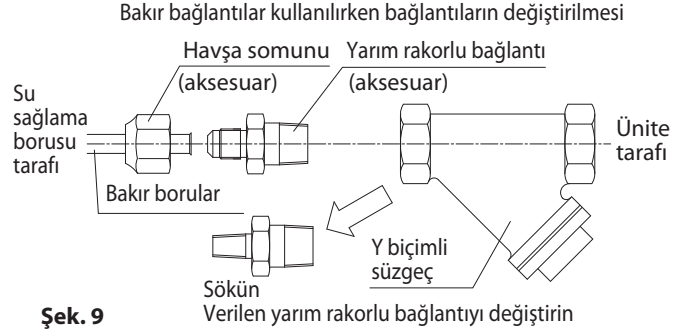 Bakır bağlantılar kullanılırken bağlantıların değiştirilmesi
Havşa somunu
(aksesuar)
Yarım rakorlu bağlantı
(aksesuar)
Su
sağlama
borusu
tarafı
Ünite
tarafı
Bakır borular
Y biçimli
süzgeç
Sökün
Verilen yarım rakorlu bağlantıyı değiştirin
Şek. 9